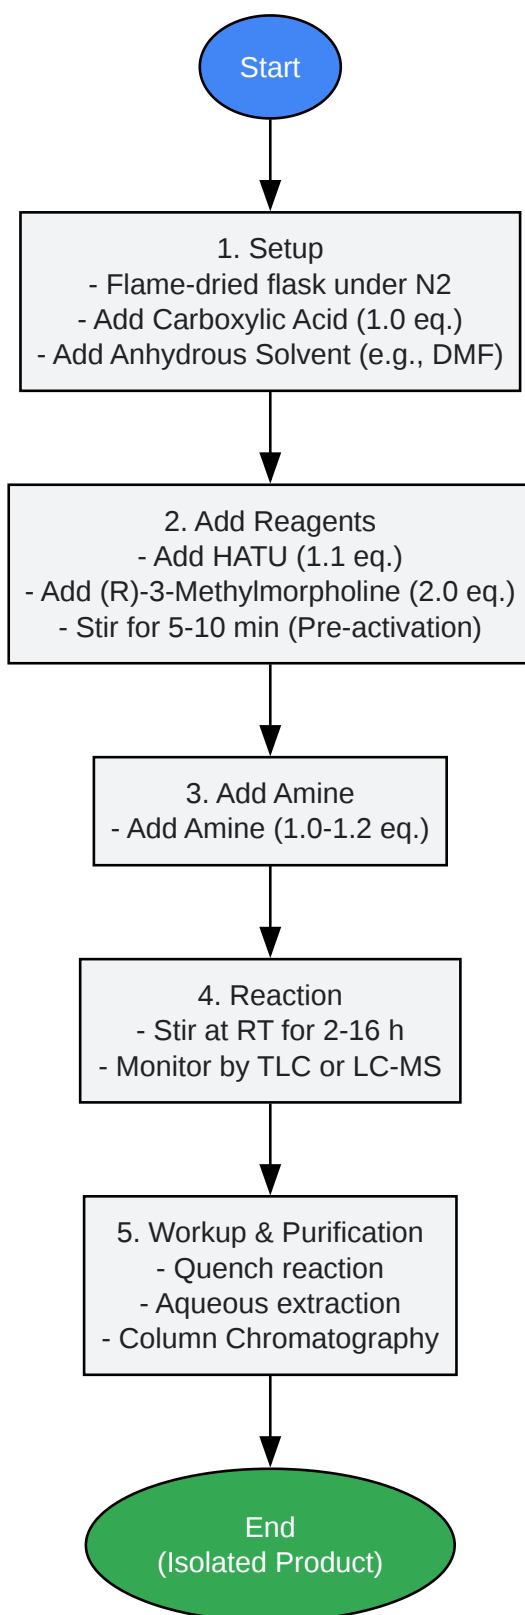 Start
1. Setup
- Flame-dried flask under N2
- Add Carboxylic Acid (1.0 eq.)
- Add Anhydrous Solvent (e.g., DMF)
2. Add Reagents
- Add HATU (1.1 eq.)
- Add (R)-3-Methylmorpholine (2.0 eq.)
- Stir for 5-10 min (Pre-activation)
3. Add Amine
- Add Amine (1.0-1.2 eq.)
4. Reaction
- Stir at RT for 2-16 h
- Monitor by TLC or LC-MS
5. Workup & Purification
- Quench reaction
- Aqueous extraction
- Column Chromatography
End
(Isolated Product)